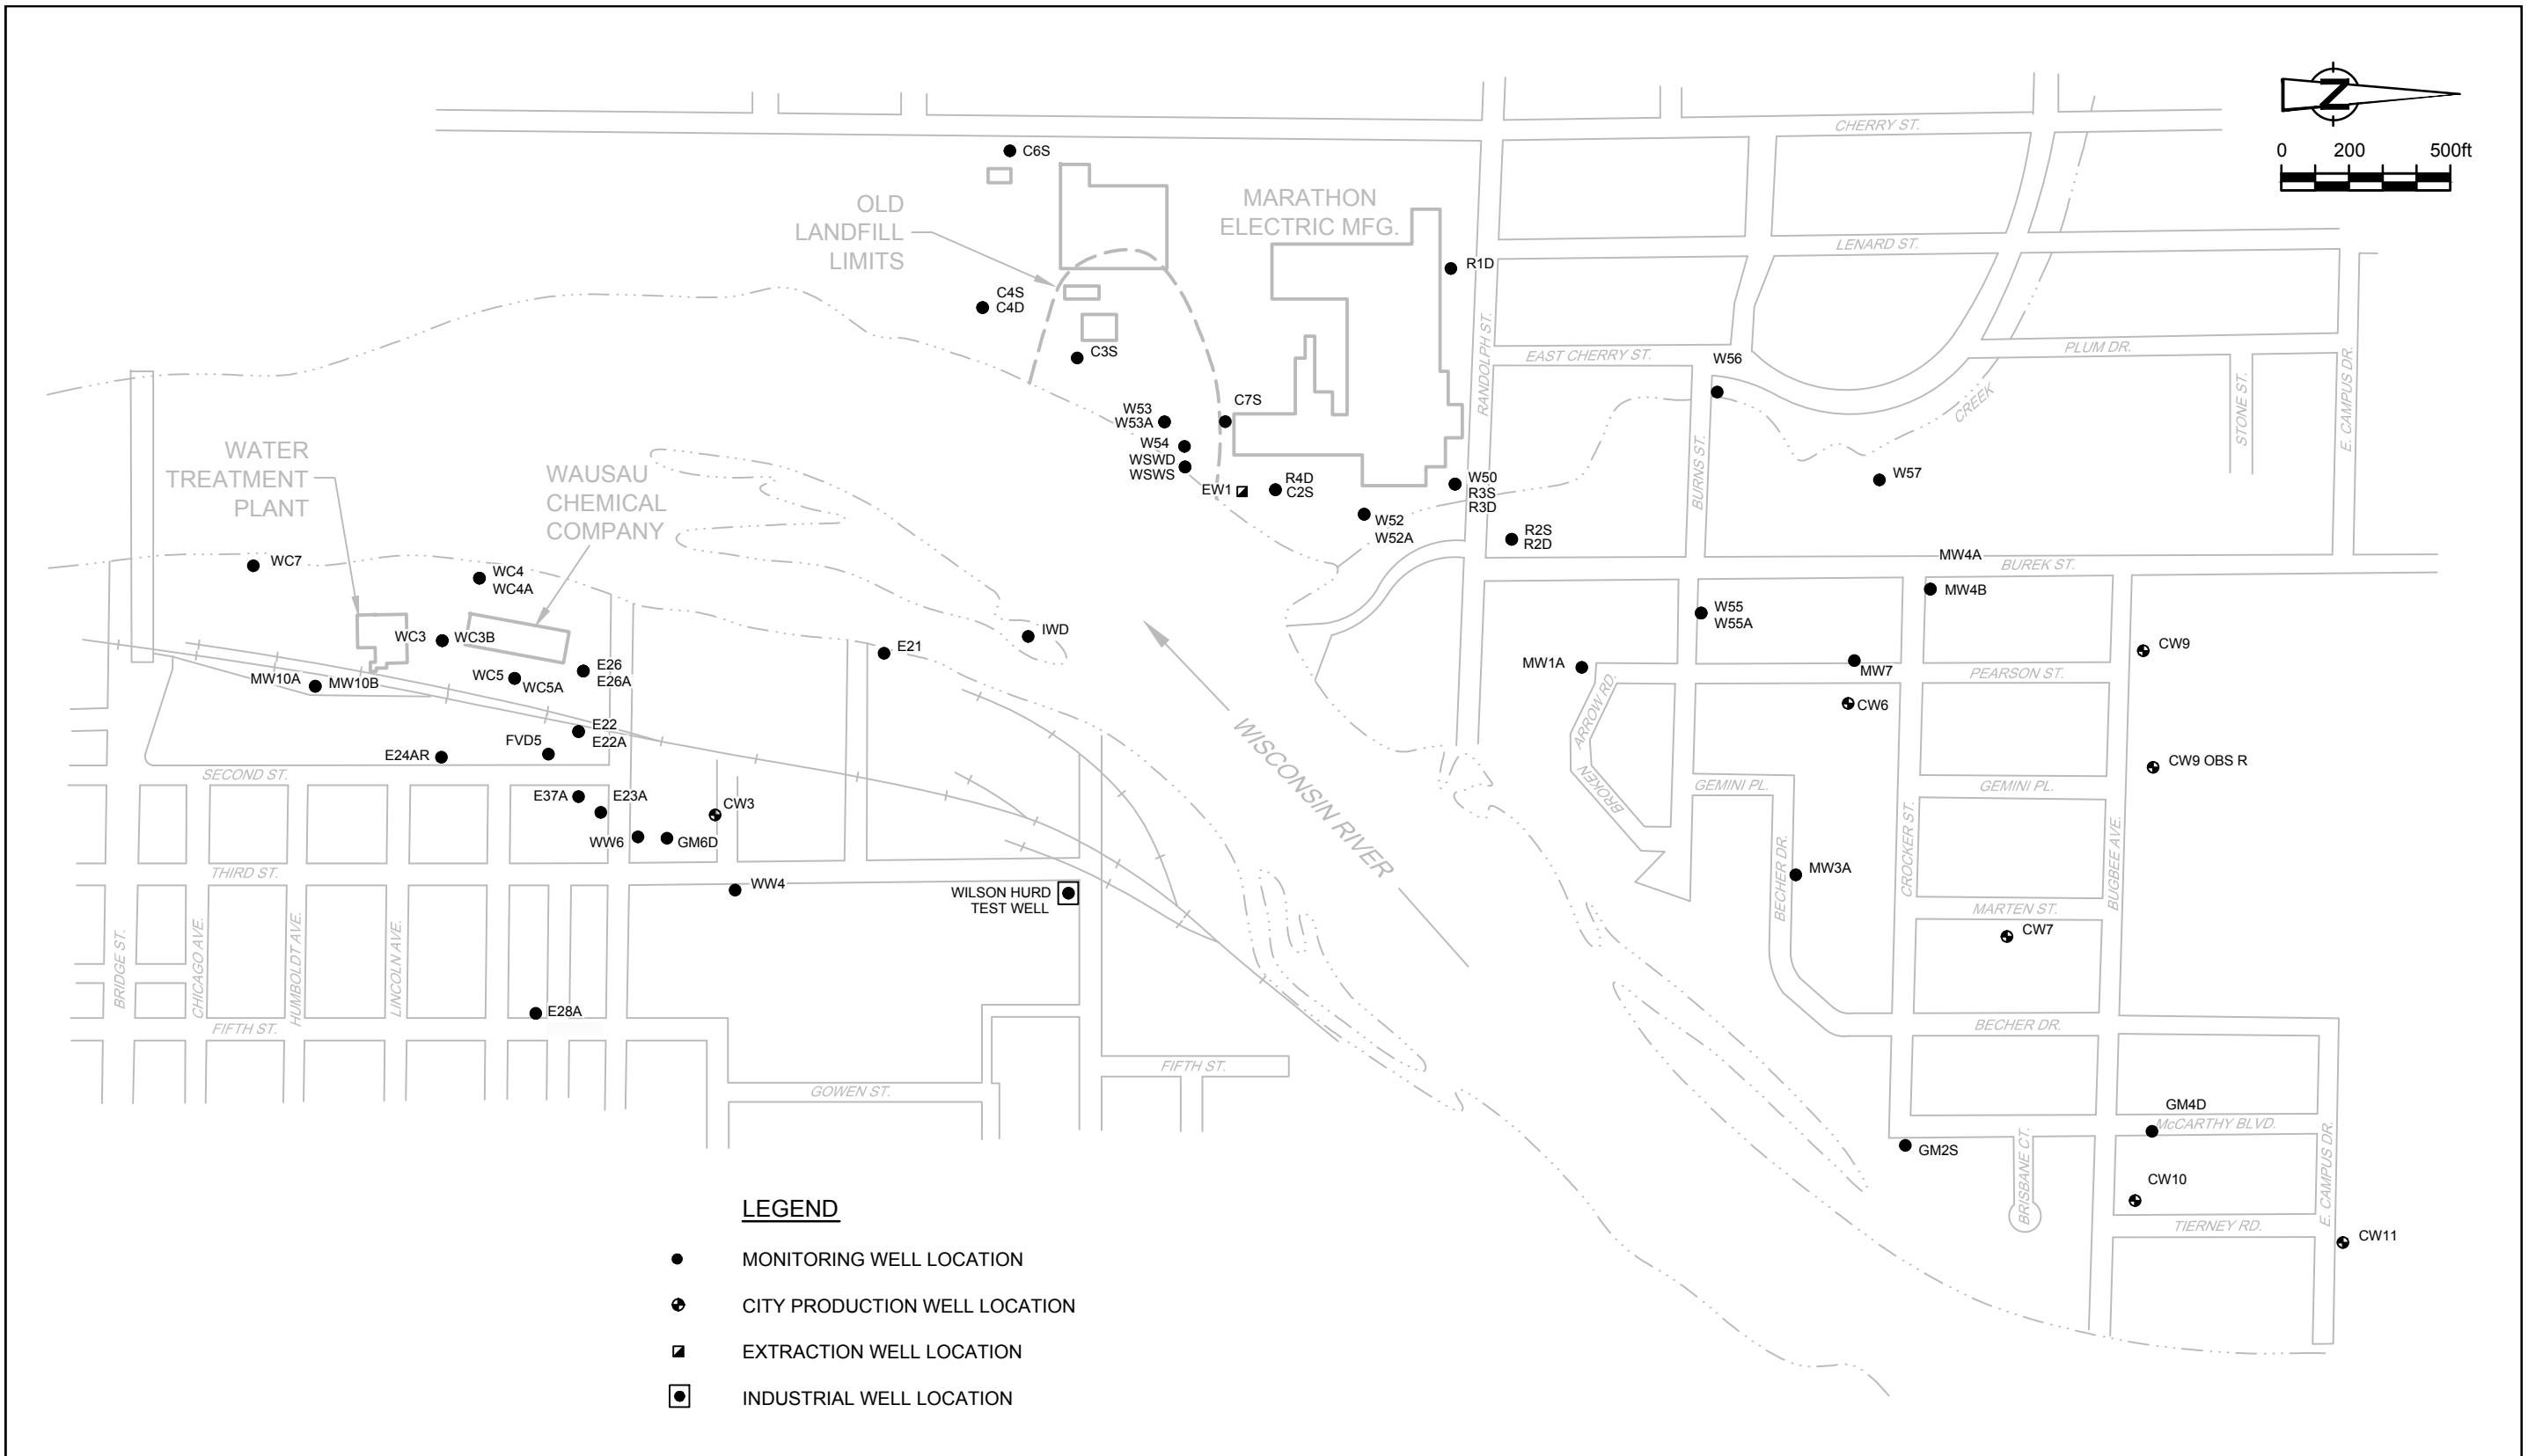 N
0 200 500ft
CHERRY ST.
C6S
MARATHON
ELECTRIC MFG.
OLD
LANDFILL
LIMITS
LENARD ST.
R1D
C4S
C4D
C3S
RANDOLPH ST.
EAST CHERRY ST.
W56
PLUM DR.
STONE ST.
E. CAMPUS DR.
CREEK
C7S
W53
W53A
W54
WSWD
WSWS
EW1
R4D
C2S
W50
R3S
R3D
W52
W52A
R2S
R2D
BURNS ST.
W57
WATER
TREATMENT
PLANT
WAUSAU
CHEMICAL
COMPANY
MW4A
BUREK ST.
MW4B
WC7
WC4
WC4A
WC3
WC3B
IWD
E21
W55
W55A
CW9
MW1A
MW7
PEARSON ST.
MW10A
MW10B
WC5
WC5A
E26
E26A
CW6
ARROW RD.
BROKEN
E22
E22A
FVD5
E24AR
SECOND ST.
CW9 OBS R
GEMINI PL.
GEMINI PL.
E37A
E23A
CW3
WW6
GM6D
WISCONSIN RIVER
THIRD ST.
WW4
WILSON HURD
TEST WELL
BECHER DR.
MW3A
CROCKER ST.
BUGBEE AVE.
MARTEN ST.
CW7
BRIDGE ST.
CHICAGO AVE.
HUMBOLDT AVE.
LINCOLN AVE.
E28A
FIFTH ST.
BECHER DR.
FIFTH ST.
GOWEN ST.
GM4D
McCARTHY BLVD.
GM2S
BRISBANE CT.
E. CAMPUS DR.
CW10
TIERNEY RD.
CW11
LEGEND
MONITORING WELL LOCATION
CITY PRODUCTION WELL LOCATION
EXTRACTION WELL LOCATION
INDUSTRIAL WELL LOCATION